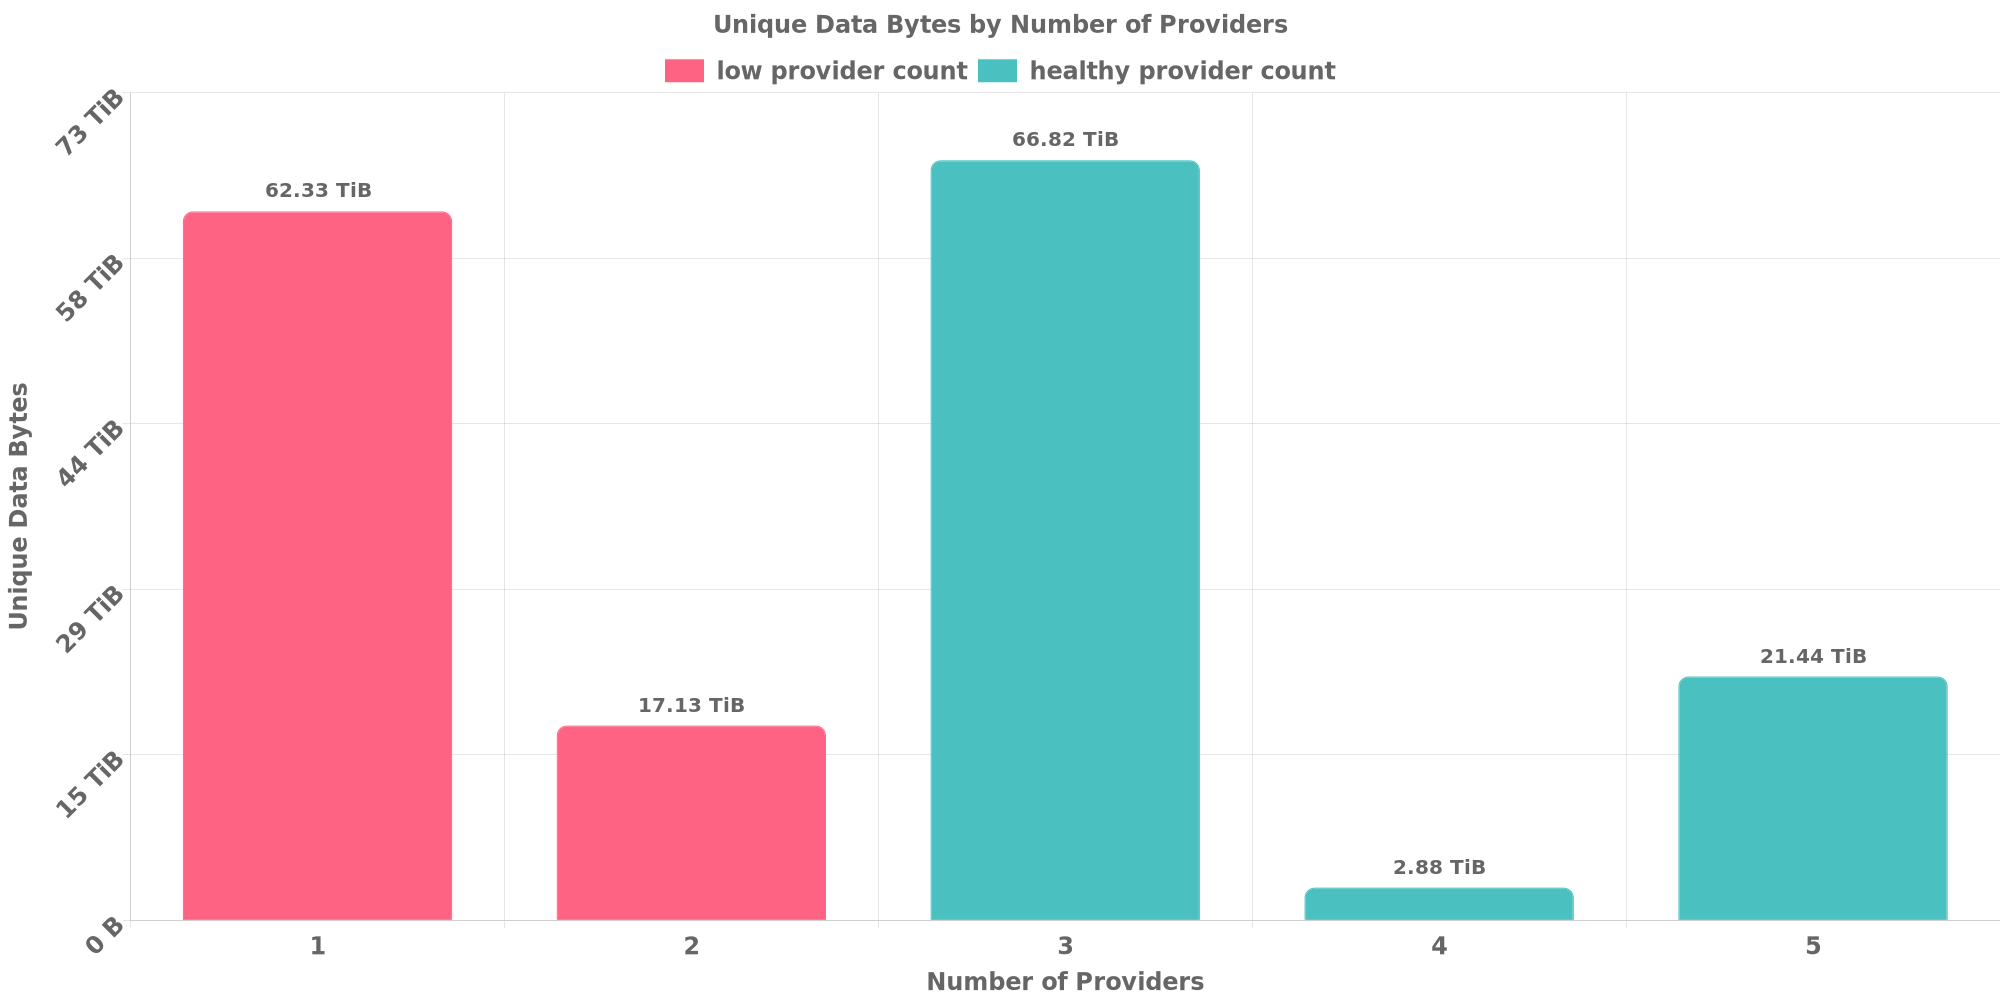 Unique Data Bytes by Number of Providers
low provider count healthy provider count
73 TiB
58 TiB
44 TiB
29 TiB
15 TiB
0 B
Unique Data Bytes
62.33 TiB
17.13 TiB
66.82 TiB
2.88 TiB
21.44 TiB
1 2 3 4 5
Number of Providers